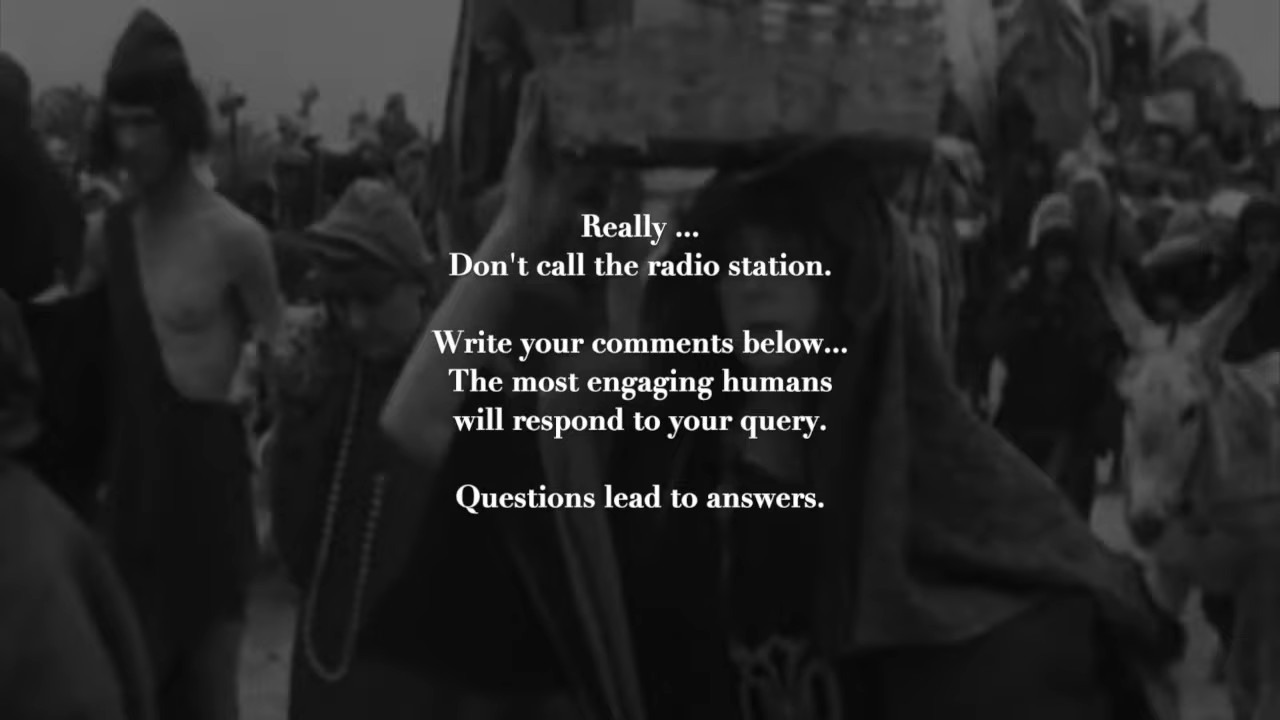 Really ...
Don't call the radio station.
Write your comments below...
The most engaging humans
will respond to your query.
Questions lead to answers.